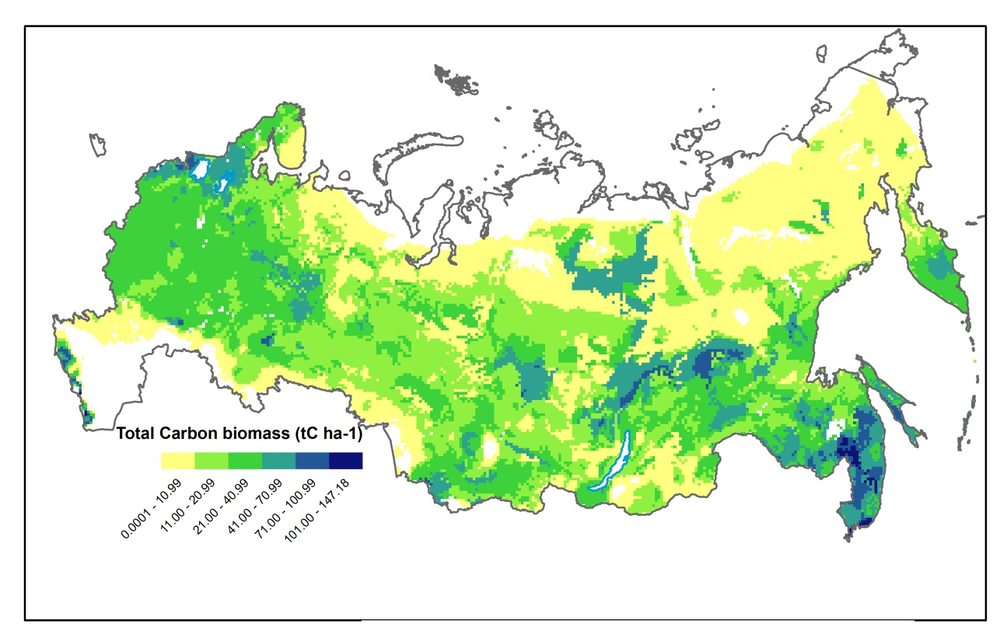 Total Carbon biomass (tC ha-1)
0.0001 - 10.99
11.00 - 20.99
21.00 - 40.99
41.00 - 70.99
71.00 - 100.99
101.00 - 147.18